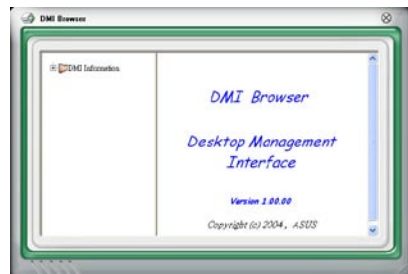 DMI Browser
DMI Information
DMI Browser
Desktop Management
Interface
Version 1.00.00
Copyright (c) 2004, ASUS